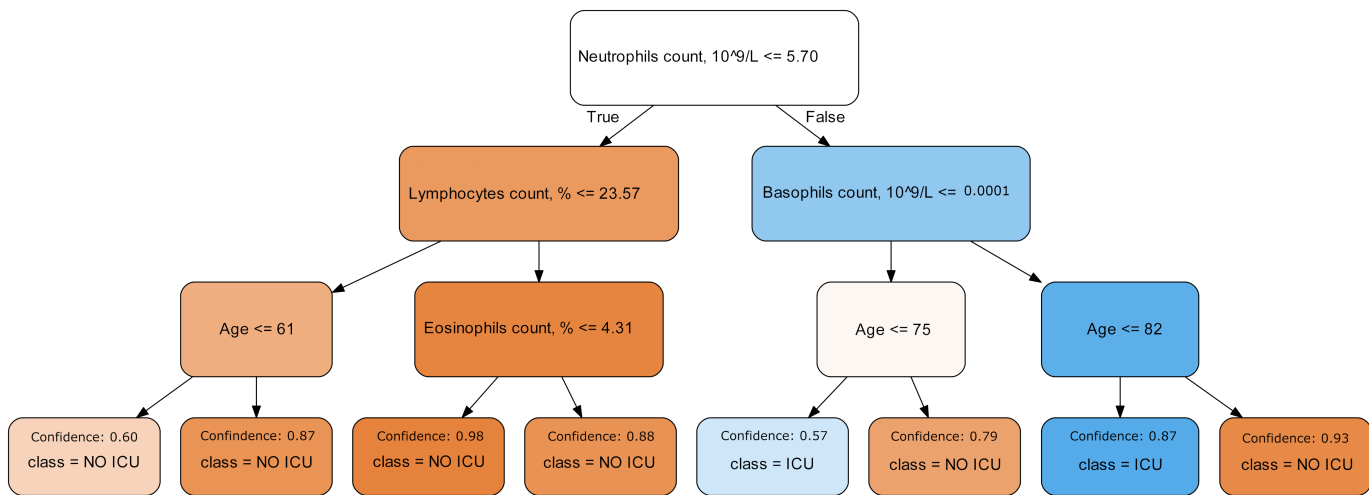 Neutrophils count, 10^9/L <= 5.70
True
False
Lymphocytes count, % <= 23.57
Basophils count, 10^9/L <= 0.0001
Age <= 61
Eosinophils count, % <= 4.31
Age <= 75
Age <= 82
Confidence: 0.60
class = NO ICU
Confindence: 0.87
class = NO ICU
Confidence: 0.98
class = NO ICU
Confidence: 0.88
class = NO ICU
Confidence: 0.57
class = ICU
Confidence: 0.79
class = NO ICU
Confidence: 0.87
class = ICU
Confidence: 0.93
class = NO ICU